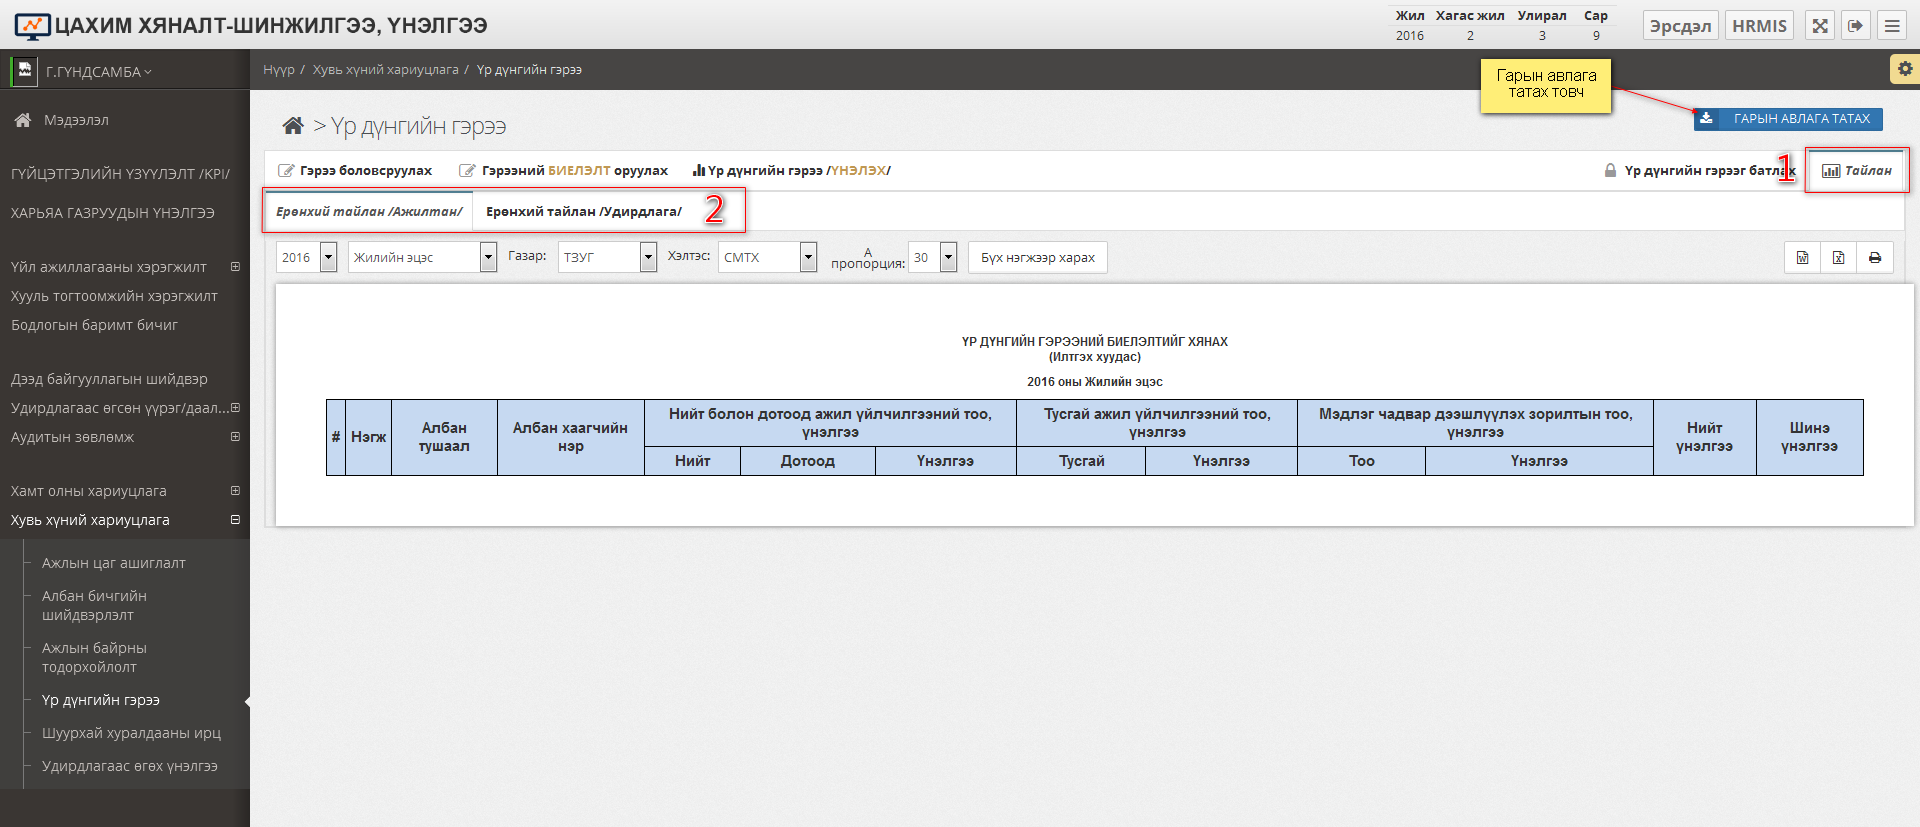 ЦАХИМ ХЯНАЛТ-ШИНЖИЛГЭЭ, ҮНЭЛГЭЭ
Жил Хагас жил Улирал Сар
2016 2 3 9
Эрсдэл HRMIS
Г.ГҮНДСАМБА
Нүүр / Хувь хүний хариуцлага / Үр дүнгийн гэрээ
Гарын авлага
татах товч
Мэдээлэл
> Үр дүнгийн гэрээ
ГАРЫН АВЛАГА ТАТАХ
ГҮЙЦЭТГЭЛИЙН ҮЗҮҮЛЭЛТ /KPI/
ХАРЬЯА ГАЗРУУДЫН ҮНЭЛГЭЭ
Үйл ажиллагааны хэрэгжилт
Хууль тогтоомжийн хэрэгжилт
Бодлогын баримт бичиг
Дээд байгууллагын шийдвэр
Удирдлагаас өгсөн үүрэг/даал...
Аудитын зөвлөмж
Хамт олны хариуцлага
Хувь хүний хариуцлага
Ажлын цаг ашиглалт
Албан бичгийн
шийдвэрлэлт
Ажлын байрны
тодорхойлолт
Үр дүнгийн гэрээ
Шуурхай хуралдааны ирц
Удирдлагаас өгөх үнэлгээ
Гэрээ боловсруулах Гэрээний БИЕЛЭЛТ оруулах Үр дүнгийн гэрээ /ҮНЭЛЭХ/ Үр дүнгийн гэрээг батлах 1 Тайлан
Ерөнхий тайлан /Ажилтан/ Ерөнхий тайлан /Удирдлага/ 2
2016 Жилийн эцэс Газар: ТЗУГ Хэлтэс: СМТХ А
пропорция: 30 Бүх нэгжээр харах
ҮР ДҮНГИЙН ГЭРЭЭНИЙ БИЕЛЭЛТИЙГ ХЯНАХ
(Илтгэх хуудас)
2016 оны Жилийн эцэс
# Нэгж Албан
тушаал Албан хаагчийн
нэр Нийт болон дотоод ажил үйлчилгээний тоо,
үнэлгээ Тусгай ажил үйлчилгээний тоо,
үнэлгээ Мэдлэг чадвар дээшлүүлэх зорилтын тоо,
үнэлгээ Нийт
үнэлгээ Шинэ
үнэлгээ
Нийт Дотоод Үнэлгээ Тусгай Үнэлгээ Тоо Үнэлгээ